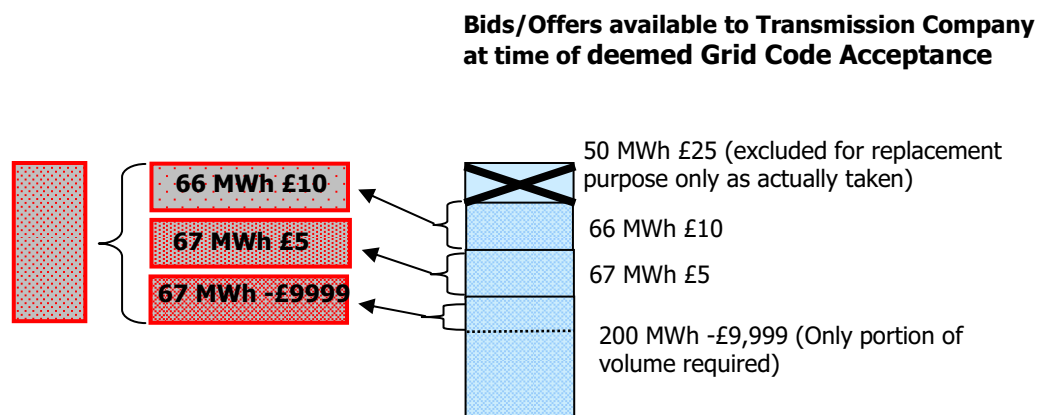 Bids/Offers available to Transmission Company
at time of deemed Grid Code Acceptance
50 MWh £25 (excluded for replacement
purpose only as actually taken)
66 MWh £10
66 MWh £10
67 MWh £5
67 MWh £5
67 MWh -£9999
200 MWh -£9,999 (Only portion of
volume required)